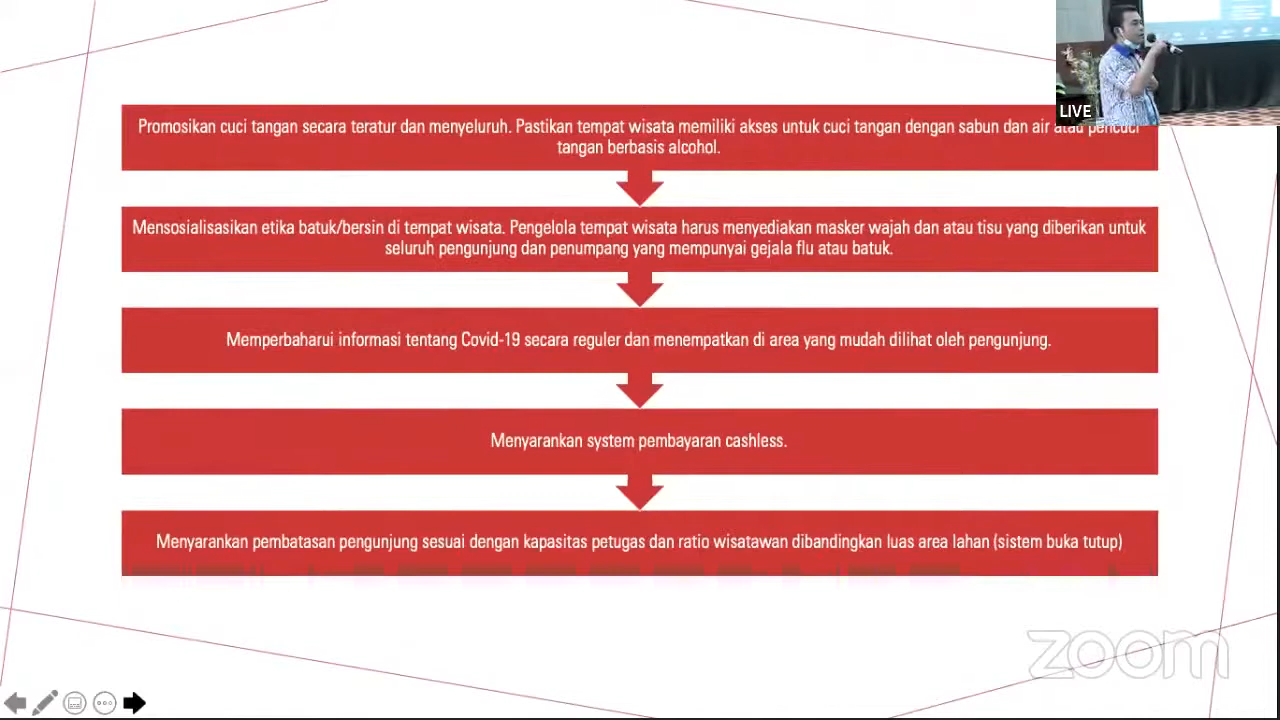 LIVE
Promosikan cuci tangan secara teratur dan menyeluruh. Pastikan tempat wisata memiliki akses untuk cuci tangan dengan sabun dan air atau pencuci
tangan berbasis alcohol.
Mensosialisasikan etika batuk/bersin di tempat wisata. Pengelola tempat wisata harus menyediakan masker wajah dan atau tisu yang diberikan untuk
seluruh pengunjung dan penumpang yang mempunyai gejala flu atau batuk.
Memperbaharui informasi tentang Covid-19 secara reguler dan menempatkan di area yang mudah dilihat oleh pengunjung.
Menyarankan system pembayaran cashless.
Menyarankan pembatasan pengunjung sesuai dengan kapasitas petugas dan ratio wisatawan dibandingkan luas area lahan (sistem buka tutup)
zoom